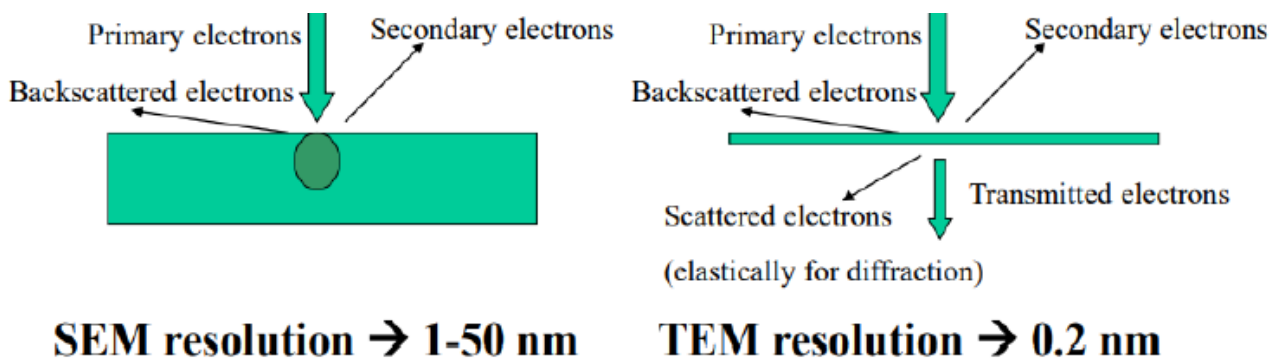 Primary electrons
Secondary electrons
Backscattered electrons
SEM resolution → 1-50 nm
Primary electrons
Secondary electrons
Backscattered electrons
Scattered electrons
Transmitted electrons
(elastically for diffraction)
TEM resolution → 0.2 nm